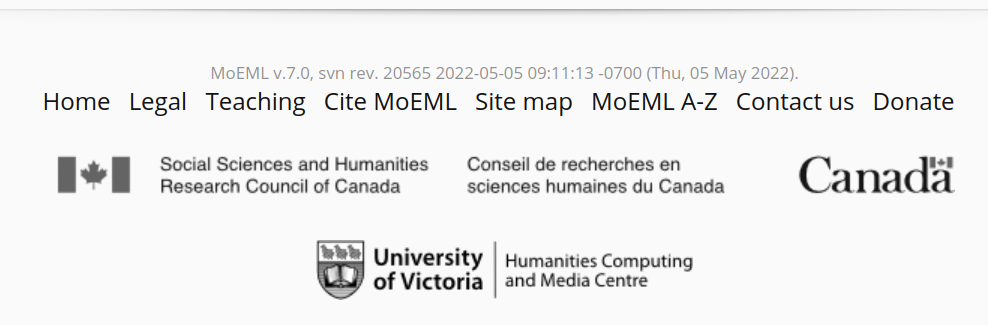 MoEML v.7.0, svn rev. 20565 2022-05-05 09:11:13 -0700 (Thu, 05 May 2022).
Home Legal Teaching Cite MoEML Site map MoEML A-Z Contact us Donate
Social Sciences and Humanities
Research Council of Canada
Conseil de recherches en
sciences humaines du Canada
Canada
University
of Victoria
Humanities Computing
and Media Centre